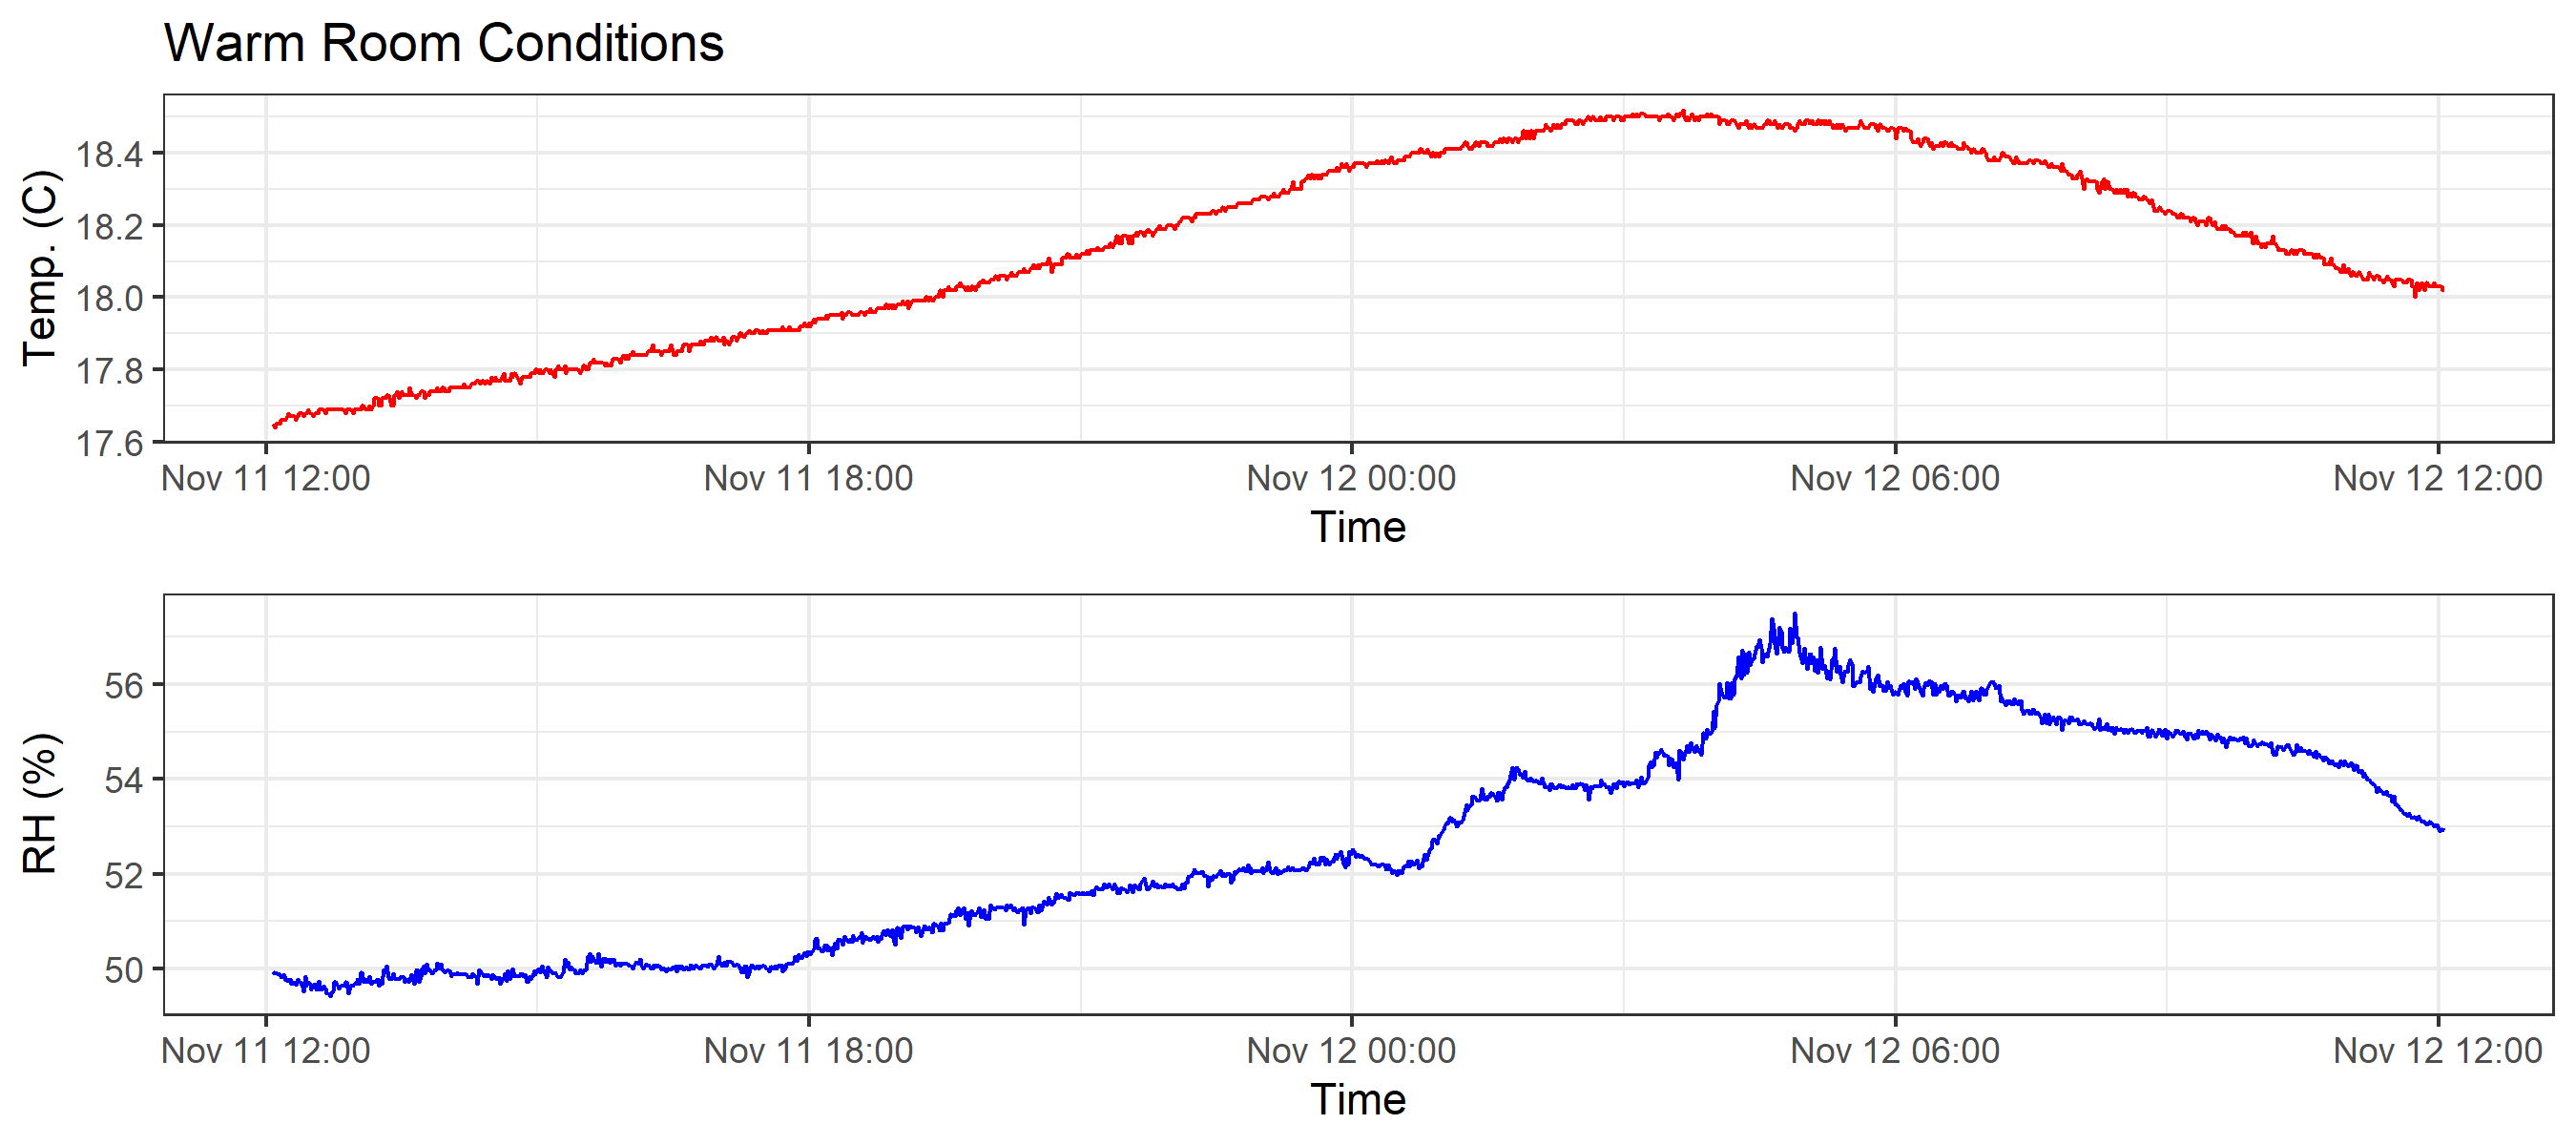 Warm Room Conditions
Temp. (C)
18.4
18.2
18.0
17.8
17.6
Nov 11 12:00 Nov 11 18:00 Nov 12 00:00 Nov 12 06:00 Nov 12 12:00
Time
RH (%)
56
54
52
50
Nov 11 12:00 Nov 11 18:00 Nov 12 00:00 Nov 12 06:00 Nov 12 12:00
Time